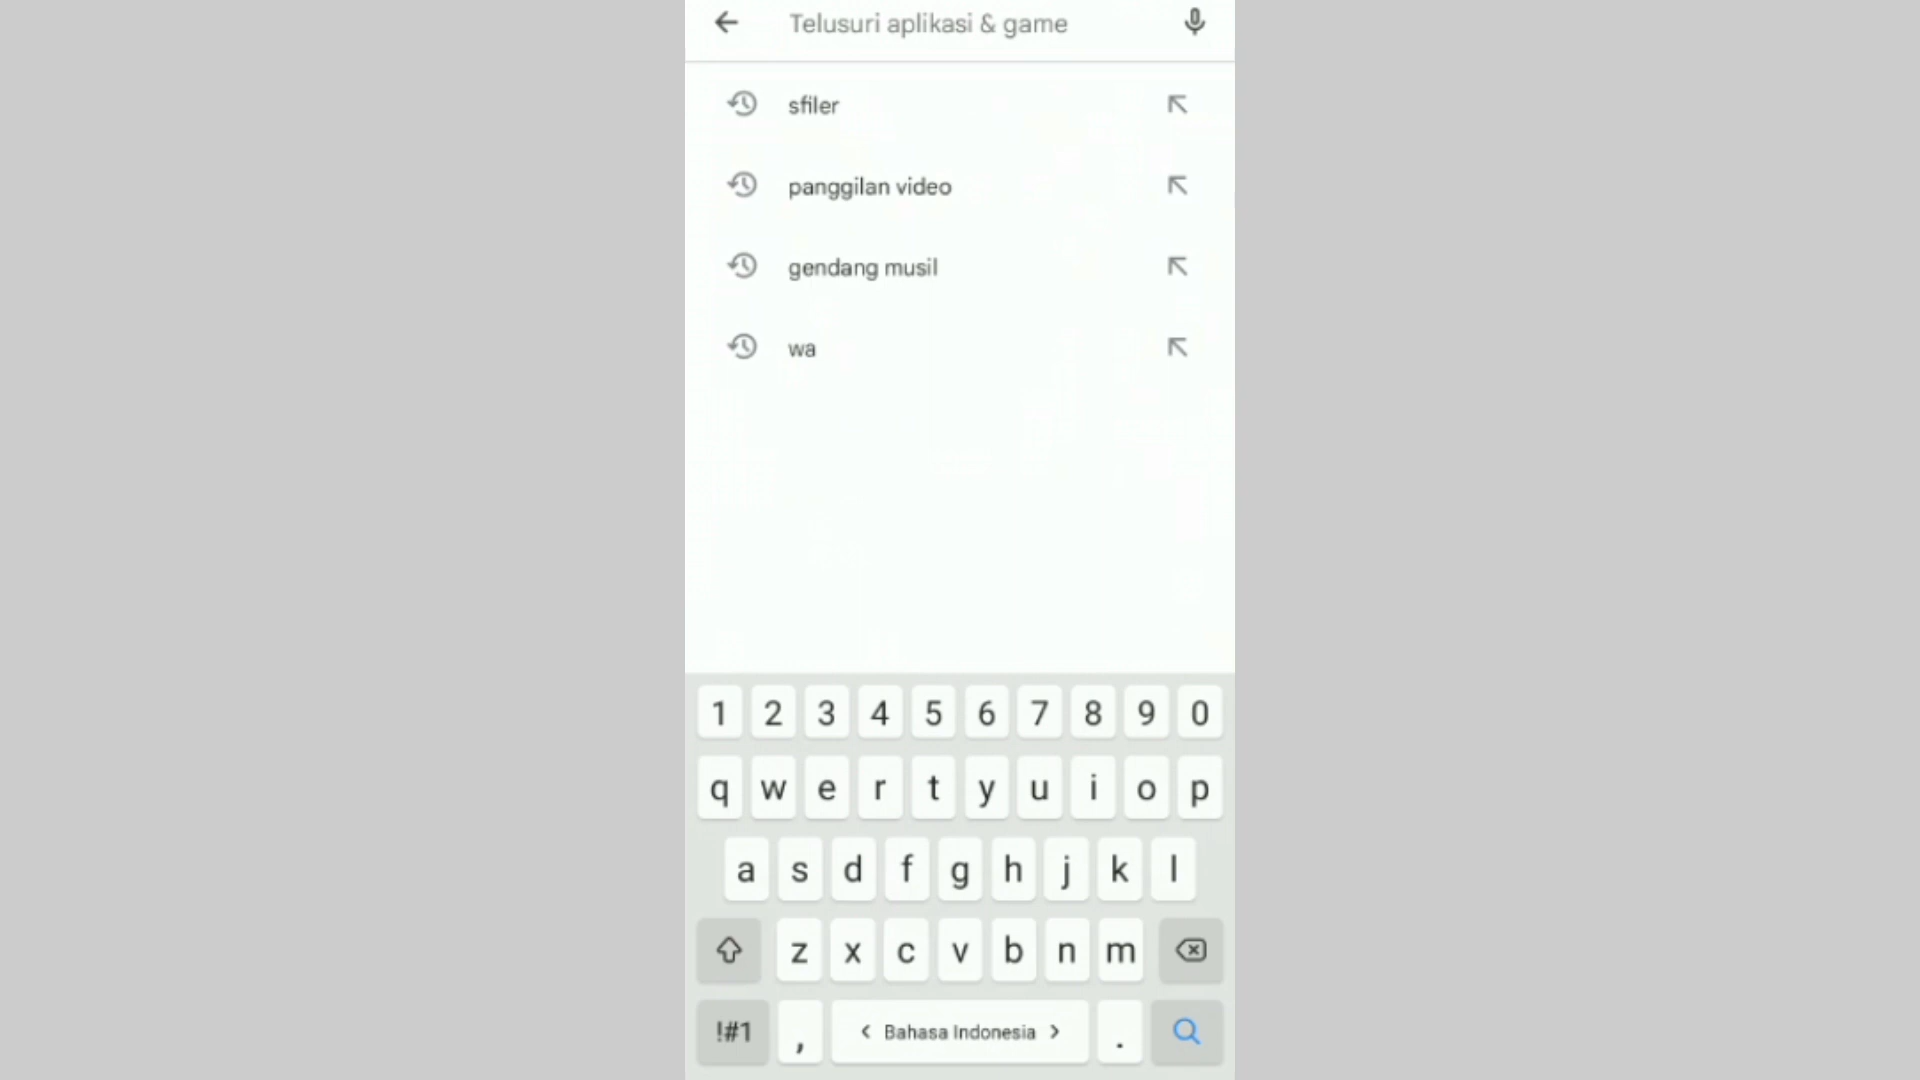 Telusuri aplikasi & game
sfiler
panggilan video
gendang musil
wa
1 2 3 4 5 6 7 8 9 0
q w e r t y u i o p
a s d f g h j k l
z x c v b n m
!#1 , < Bahasa Indonesia > .